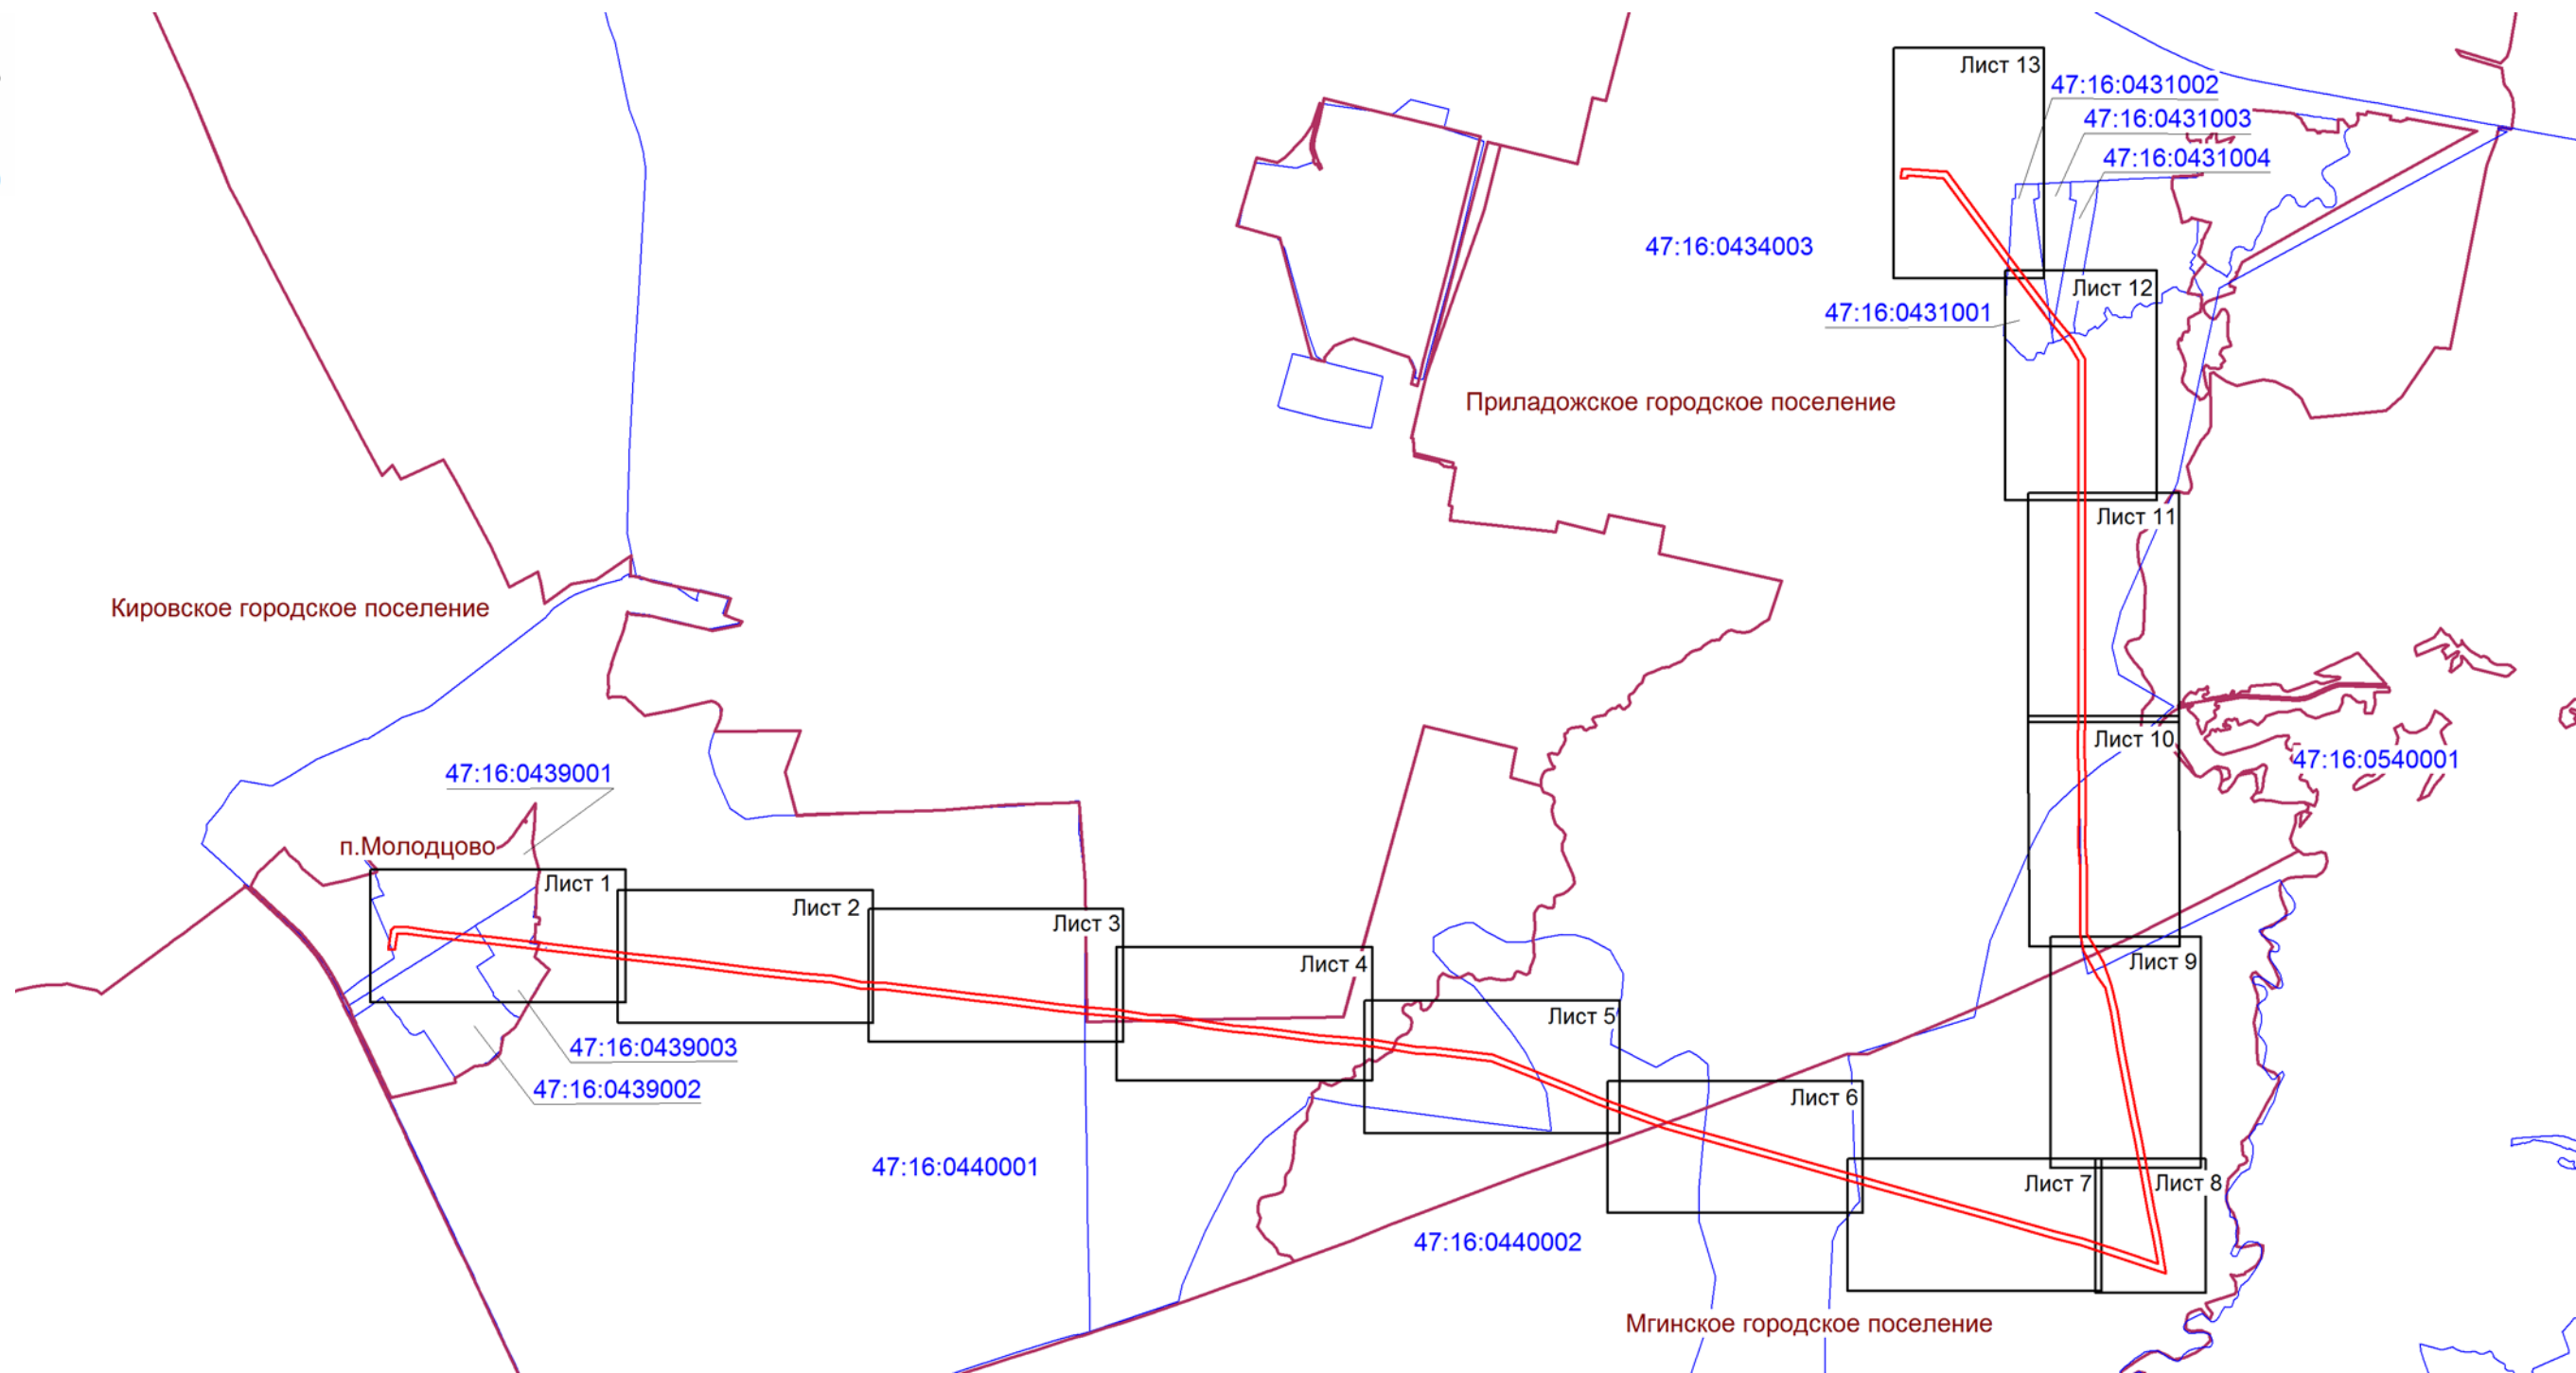 Лист 13
47:16:0431002
47:16:0431003
47:16:0431004
47:16:0434003
Лист 12
47:16:0431001
Приладожское городское поселение
Лист 11
Кировское городское поселение
Лист 10
47:16:0540001
47:16:0439001
п.Молодцово
Лист 1
Лист 2
Лист 3
Лист 4
Лист 9
Лист 5
47:16:0439003
47:16:0439002
Лист 6
47:16:0440001
Лист 7
Лист 8
47:16:0440002
Мгинское городское поселение